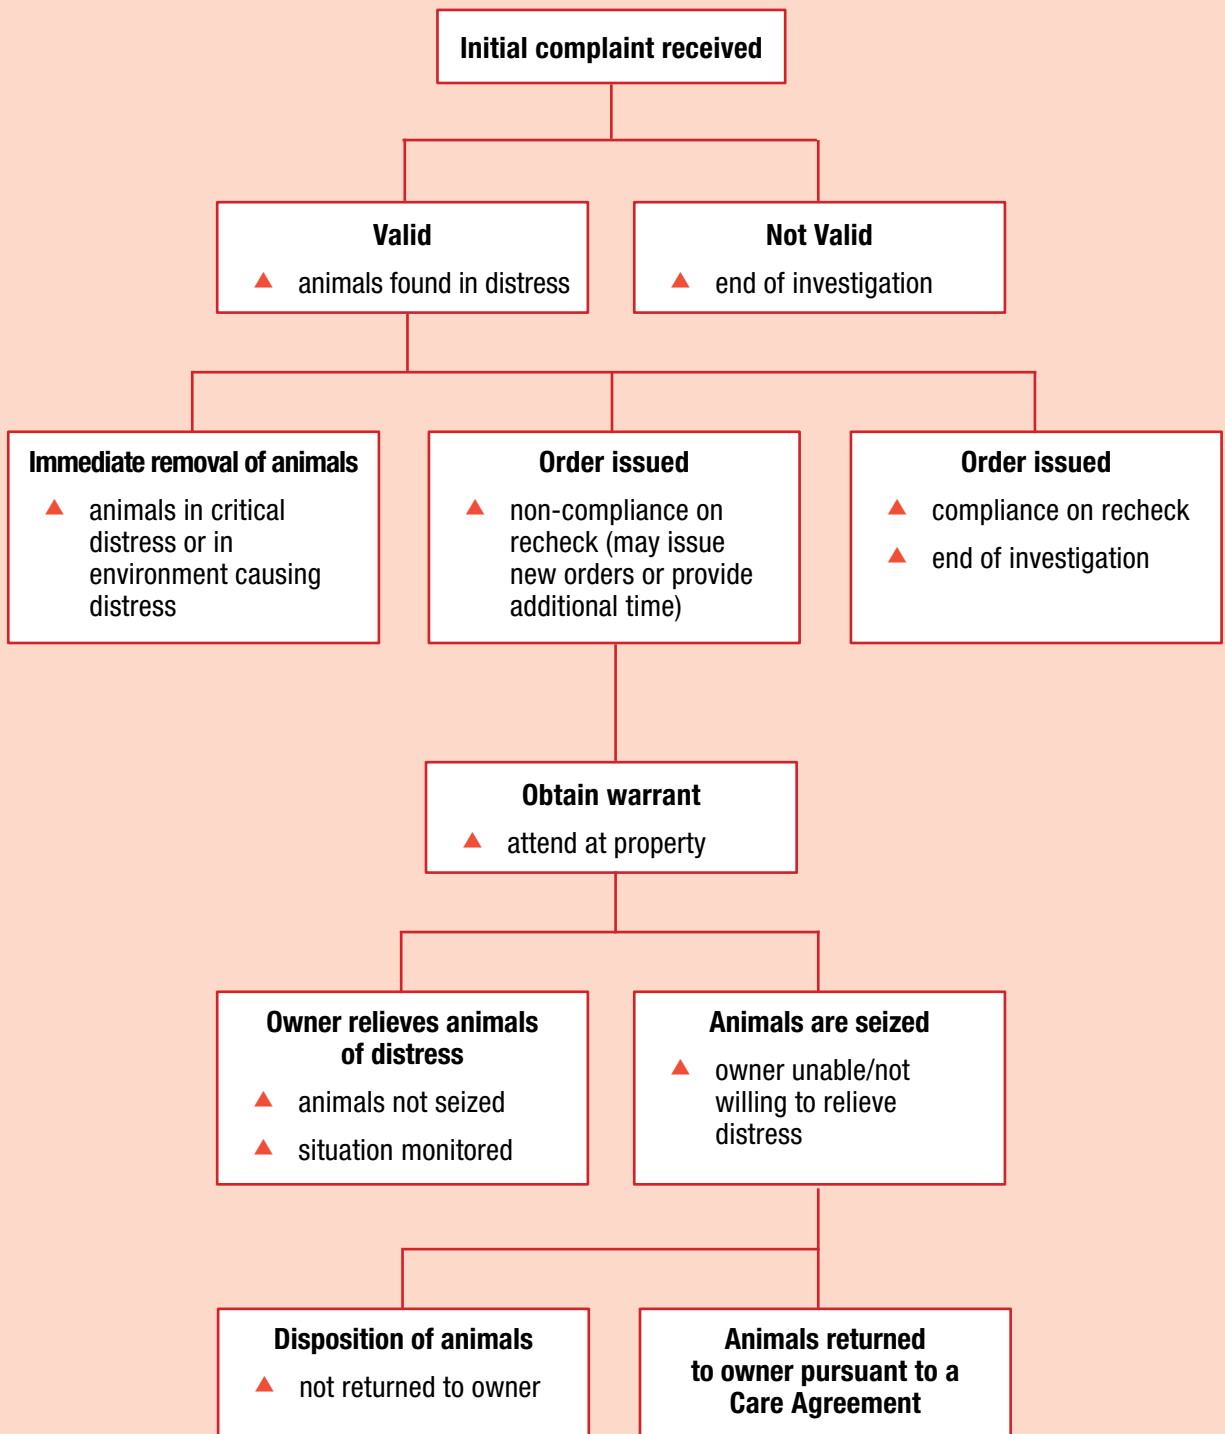 Initial complaint received
Valid
▲ animals found in distress
Not Valid
▲ end of investigation
Immediate removal of animals
▲ animals in critical
distress or in
environment causing
distress
Order issued
▲ non-compliance on
recheck (may issue
new orders or provide
additional time)
Order issued
▲ compliance on recheck
▲ end of investigation
Obtain warrant
▲ attend at property
Owner relieves animals
of distress
▲ animals not seized
▲ situation monitored
Animals are seized
▲ owner unable/not
willing to relieve
distress
Disposition of animals
▲ not returned to owner
Animals returned
to owner pursuant to a
Care Agreement